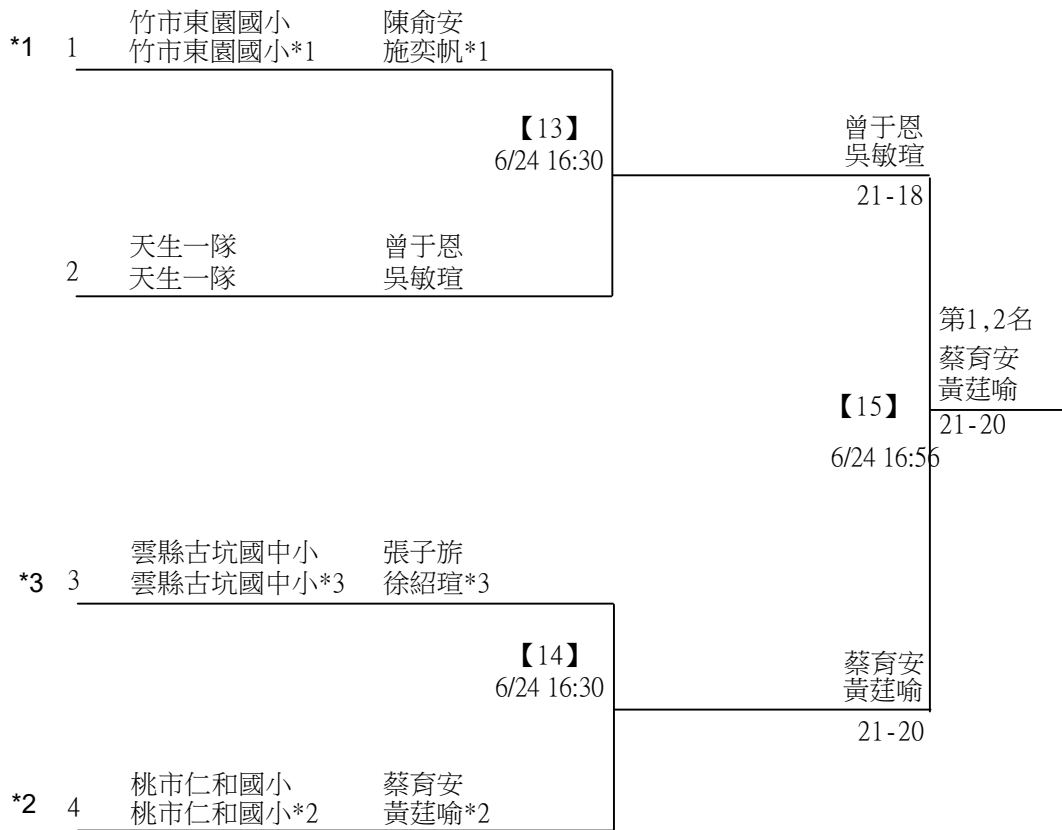 竹市東園國小 陳俞安
*1 1 竹市東園國小*1 施奕帆*1
【13】
6/24 16:30
曾于恩
吳敏瑄
21-18
天生一隊 曾于恩
2 天生一隊 吳敏瑄
第1,2名
蔡育安
黃莛喻
【15】
21-20
6/24 16:56
雲縣古坑國中小 張子旂
*3 3 雲縣古坑國中小*3 徐紹瑄*3
【14】
6/24 16:30
蔡育安
黃莛喻
21-20
桃市仁和國小 蔡育安
*2 4 桃市仁和國小*2 黃莛喻*2